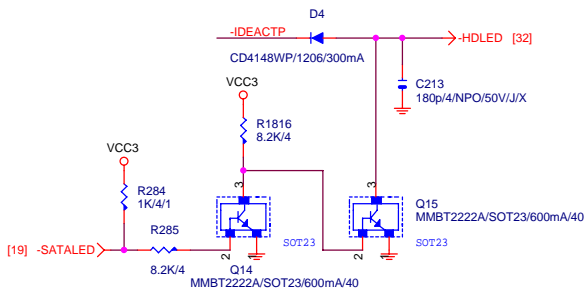 D4
-IDEACTP
-HDLED [32]
CD4148WP/1206/300mA
VCC3
C213
180p/4/NPO/50V/J/X
R1816
8.2K/4
VCC3
R284
1K/4/1
3
3
Q15
MMBT2222A/SOT23/600mA/40
R285
SOT23
SOT23
[19] -SATALED
8.2K/4
2
1
2
1
Q14
MMBT2222A/SOT23/600mA/40